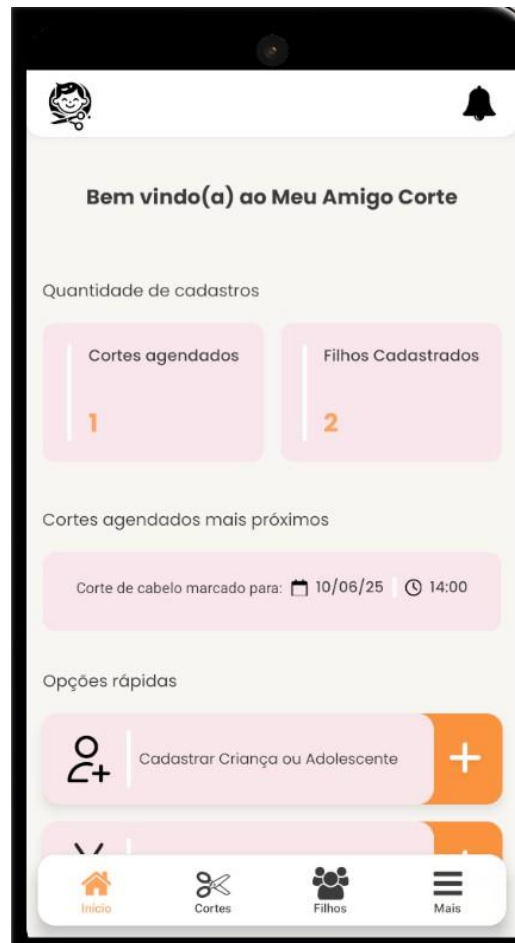 Bem vindo(a) ao Meu Amigo Corte
Quantidade de cadastros
Cortes agendados
Filhos Cadastrados
1
2
Cortes agendados mais próximos
Corte de cabelo marcado para: 10/06/25 14:00
Opções rápidas
Cadastrar Criança ou Adolescente
Início
Cortes
Filhos
Mais